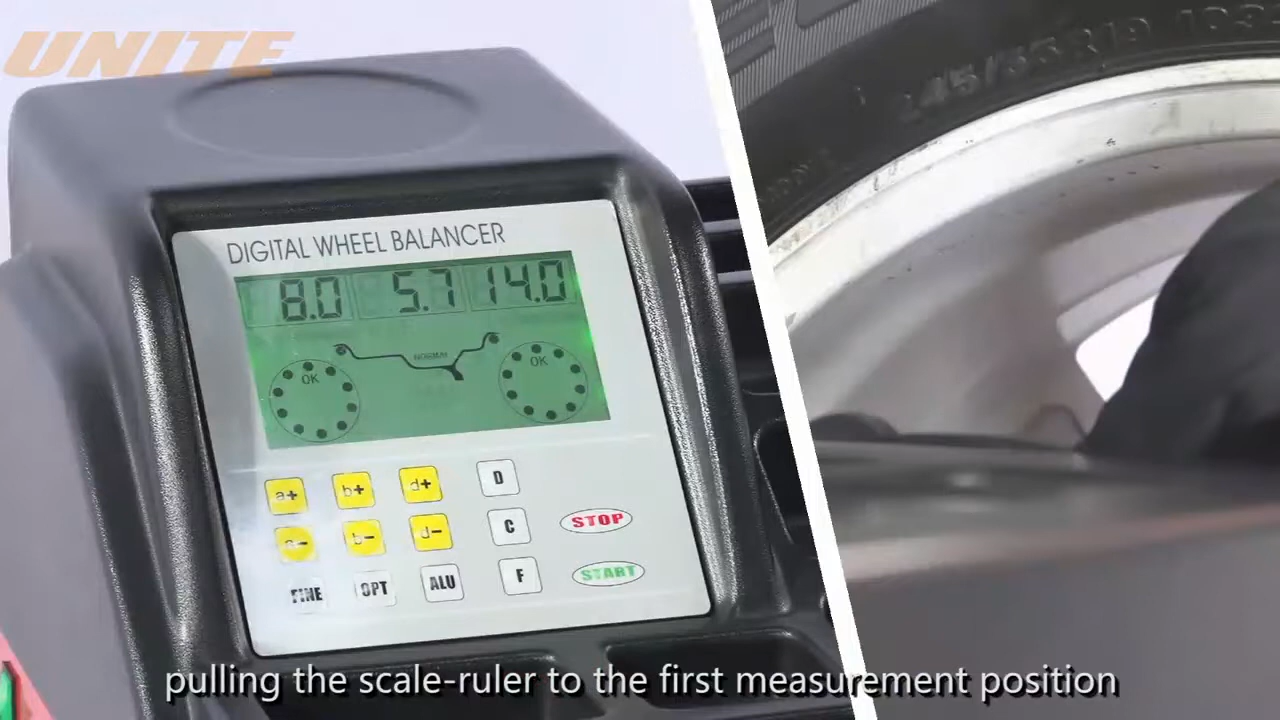 UNITE
DIGITAL WHEEL BALANCER
8.0 5.7 14.0
NORMAL
OK OK
a+ b+ d+ D
a- b- d- C STOP
FINE OPT ALU F START
pulling the scale-ruler to the first measurement position